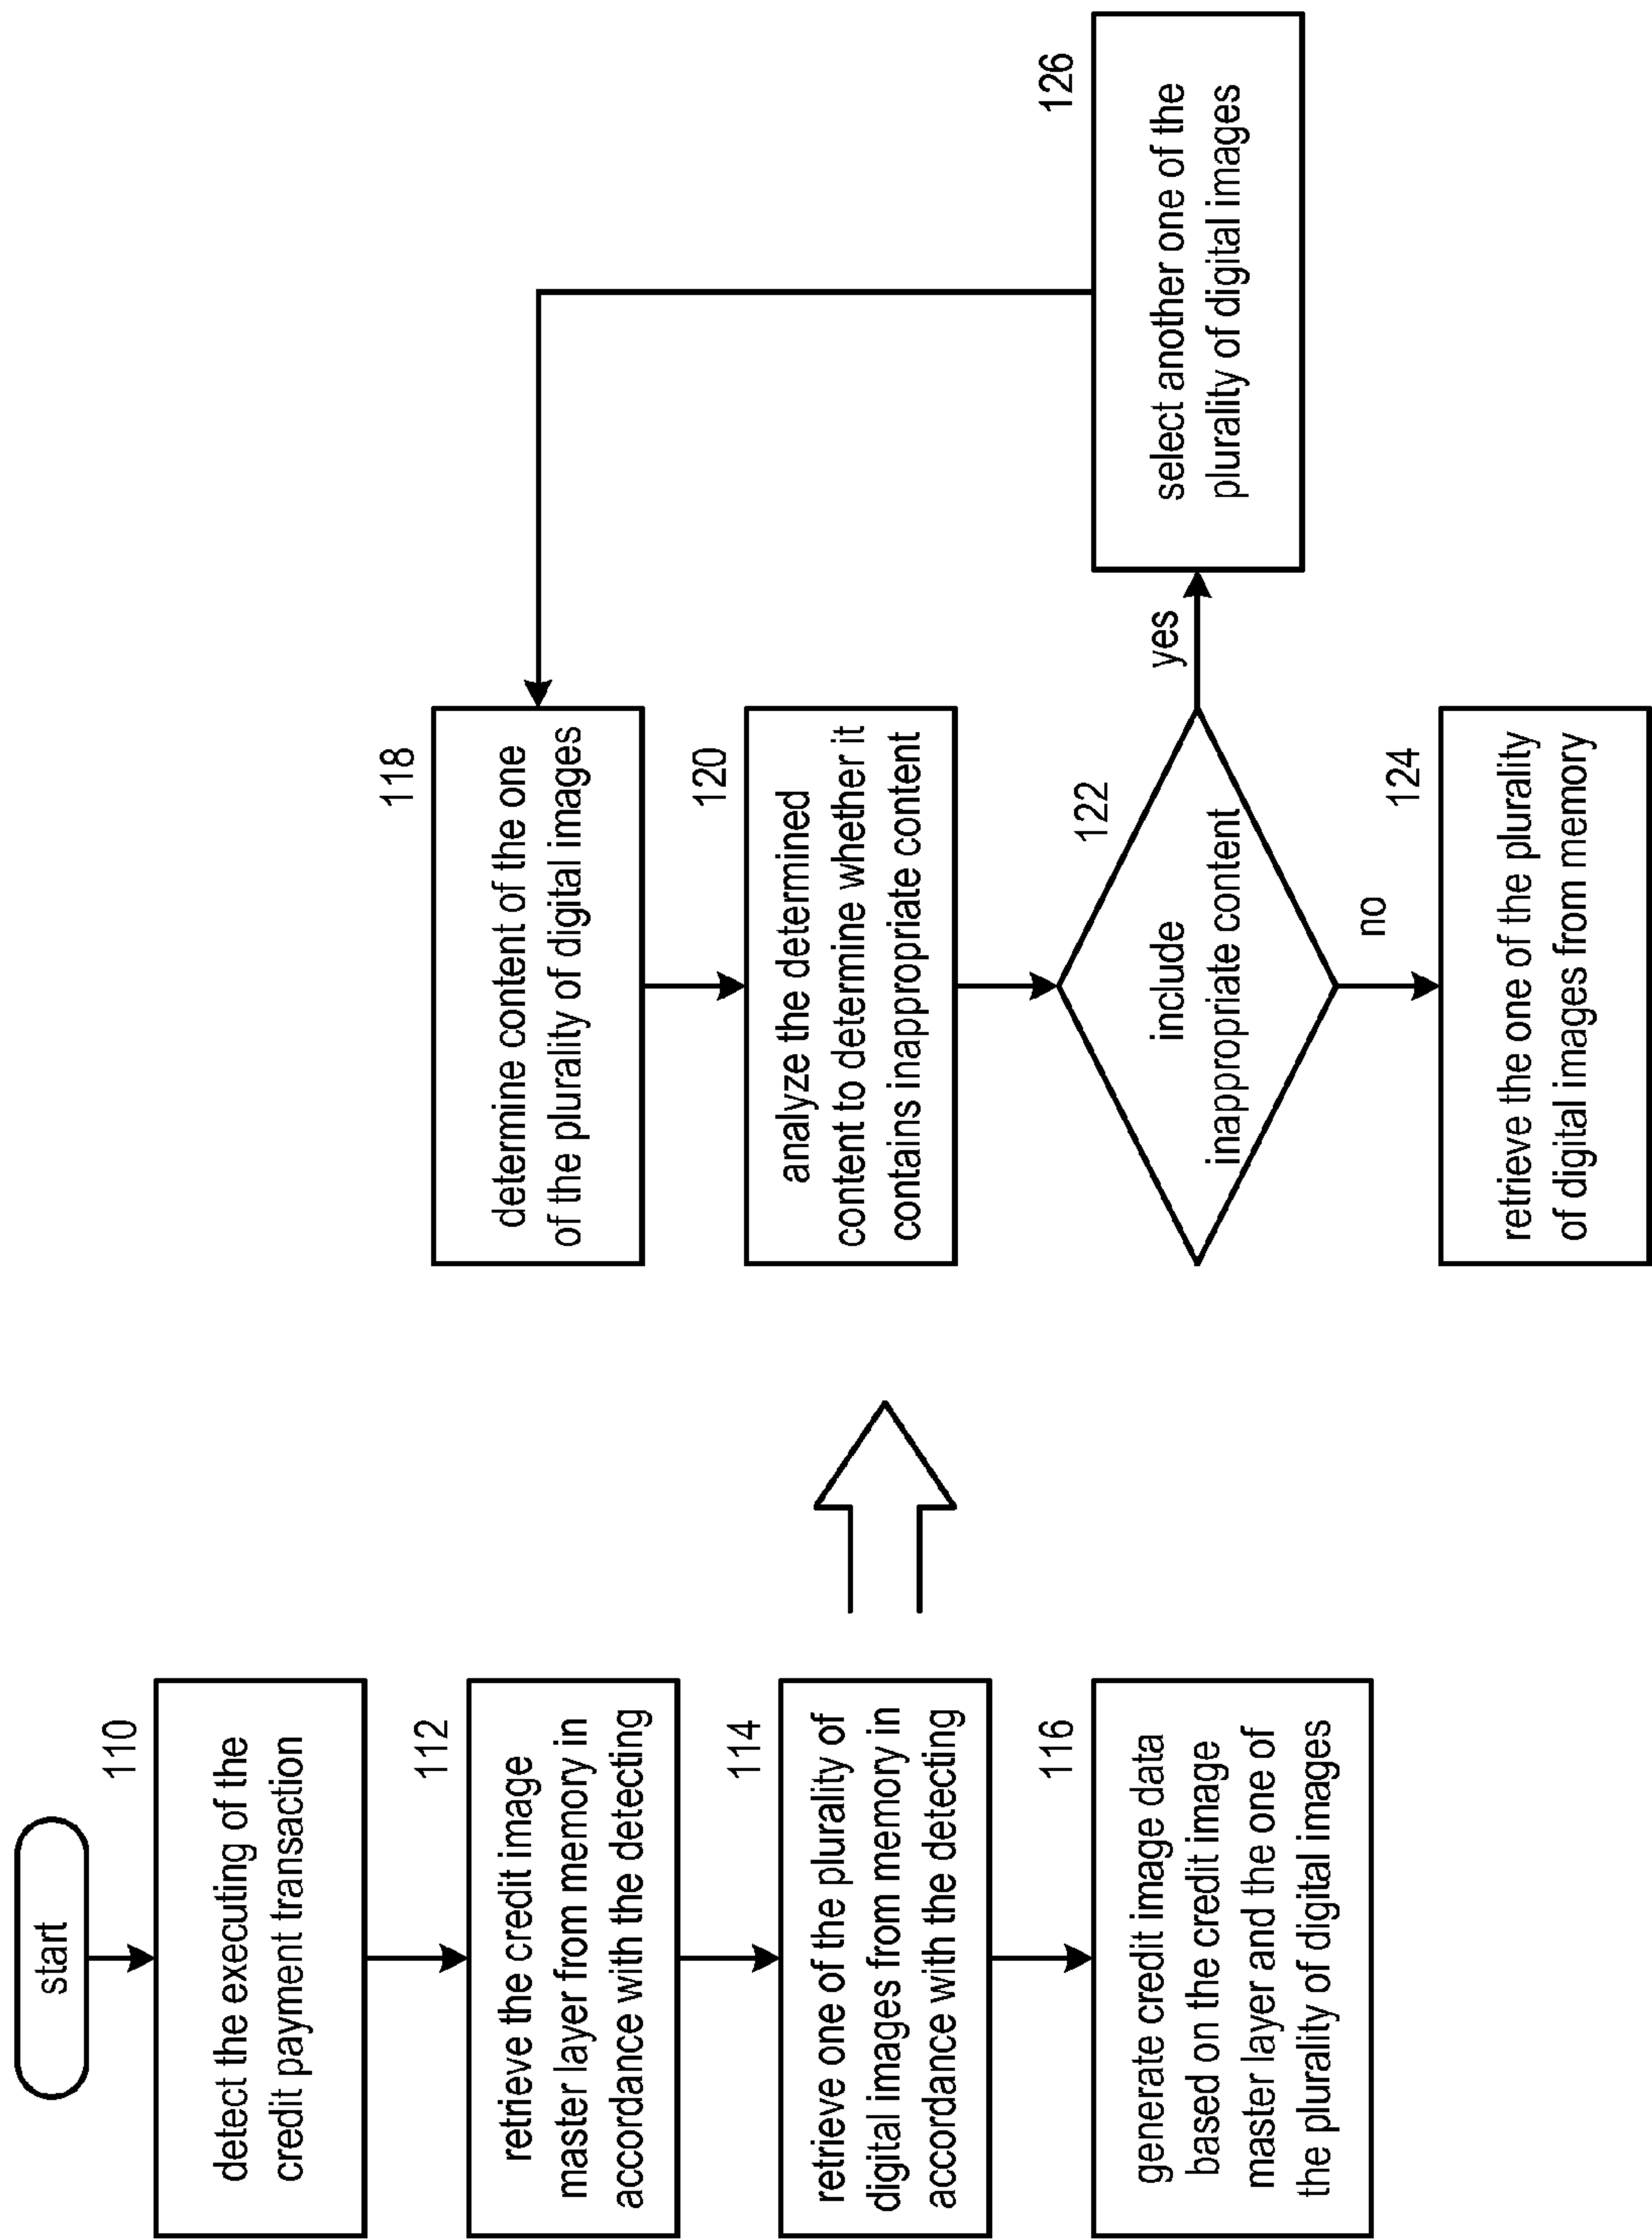 start
110
detect the executing of the
credit payment transaction
112
retrieve the credit image
master layer from memory in
accordance with the detecting
114
retrieve one of the plurality of
digital images from memory in
accordance with the detecting
116
generate credit image data
based on the credit image
master layer and the one of
the plurality of digital images
118
determine content of the one
of the plurality of digital images
120
analyze the determined
content to determine whether it
contains inappropriate content
122
include
inappropriate content
yes
no
124
retrieve the one of the plurality
of digital images from memory
126
select another one of the
plurality of digital images